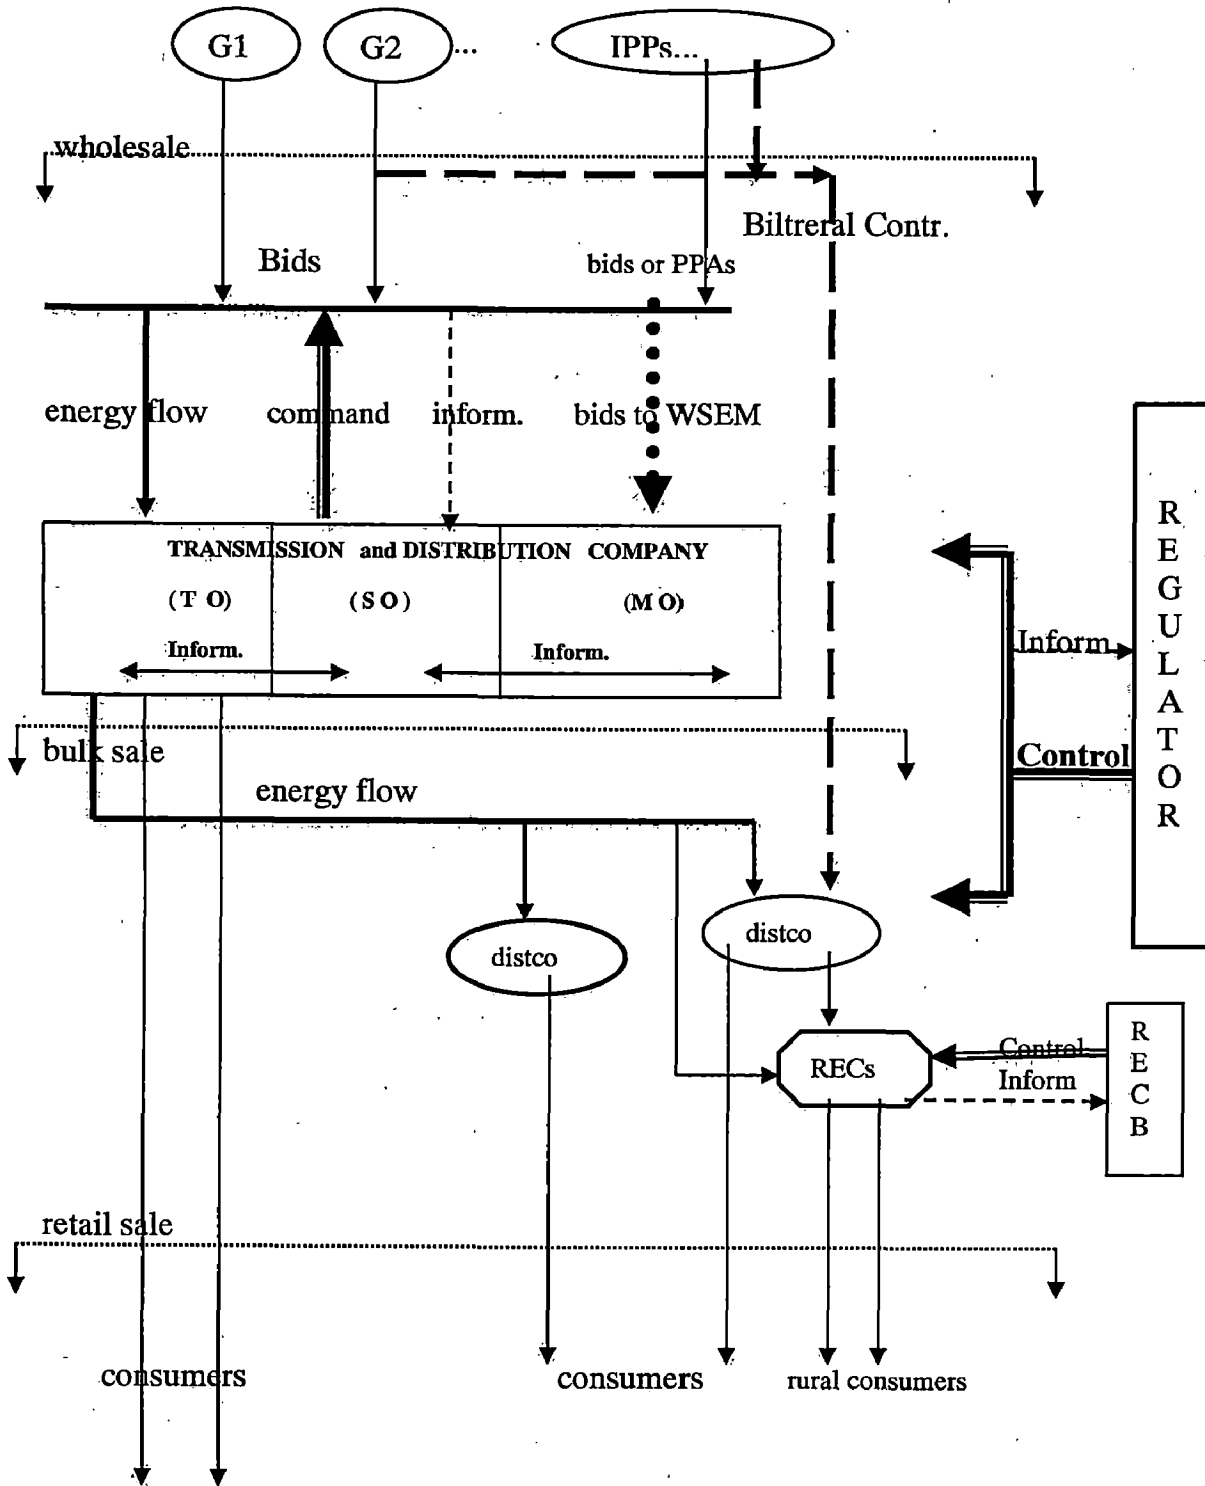 G1
G2
...
IPPs...
wholesale
Biltreral Contr.
Bids
bids or PPAs
energy flow
command
inform.
bids to WSEM
TRANSMISSION and DISTRIBUTION COMPANY
(T O)
(S O)
(M O)
Inform.
Inform.
REGULATOR
Inform
Control
bulk sale
energy flow
distco
distco
RECs
Control
Inform
RECB
retail sale
consumers
consumers
rural consumers